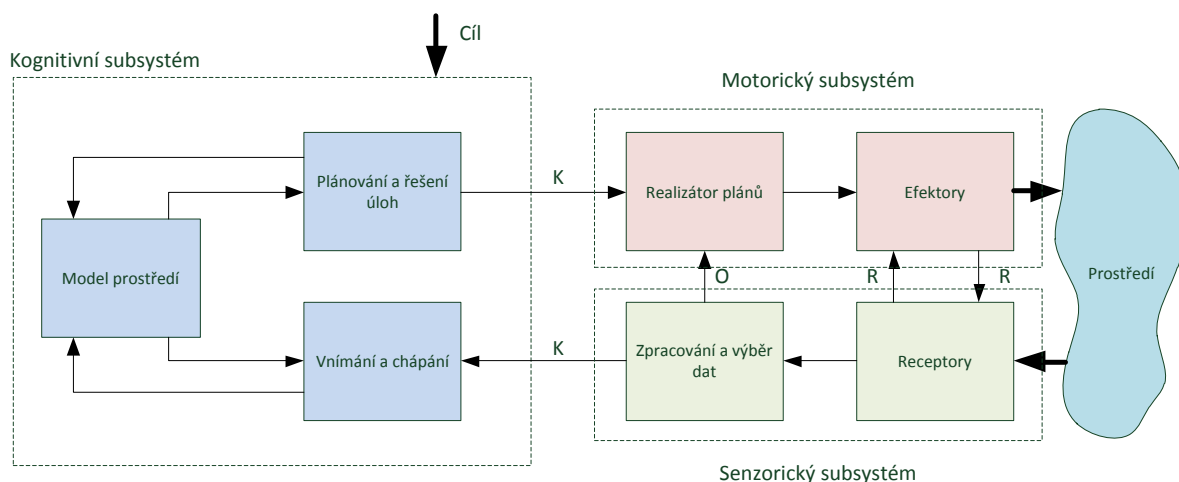 Cíl
Kognitivní subsystém
Motorický subsystém
Plánování a řešení
úloh
K
Realizátor plánů
Efektory
Model prostředí
O
R
R
Prostředí
Vnímání a chápání
K
Zpracování a výběr
dat
Receptory
Senzorický subsystém